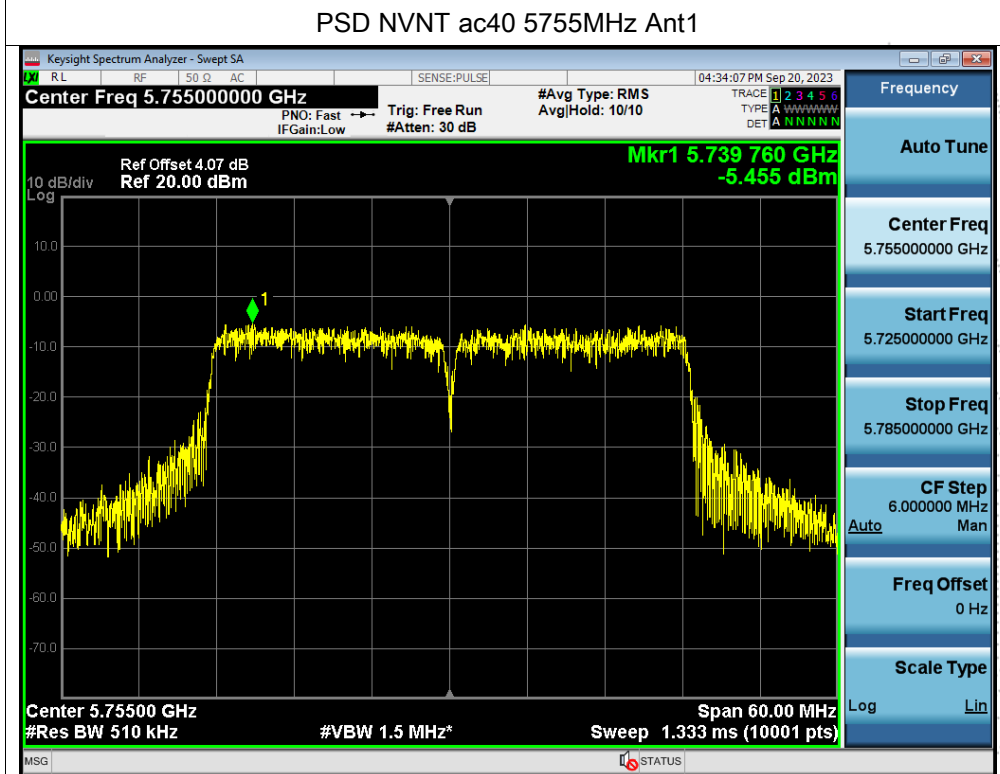 PSD NVNT ac40 5755MHz Ant1
Keysight Spectrum Analyzer - Swept SA
LXI RL RF 50 Ω AC SENSE:PULSE 04:34:07 PM Sep 20, 2023
Center Freq 5.755000000 GHz
PNO: Fast
IFGain:Low
Trig: Free Run
#Atten: 30 dB
#Avg Type: RMS
Avg|Hold: 10/10
TRACE 1 2 3 4 5 6
TYPE A WWWWW
DET A N N N N N
Frequency
Auto Tune
Center Freq
5.755000000 GHz
Start Freq
5.725000000 GHz
Stop Freq
5.785000000 GHz
CF Step
6.000000 MHz
Auto Man
Freq Offset
0 Hz
Scale Type
Log Lin
Mkr1 5.739 760 GHz
-5.455 dBm
Ref Offset 4.07 dB
10 dB/div Ref 20.00 dBm
Log
10.0
0.00
-10.0
-20.0
-30.0
-40.0
-50.0
-60.0
-70.0
1
Center 5.75500 GHz Span 60.00 MHz
#Res BW 510 kHz #VBW 1.5 MHz* Sweep 1.333 ms (10001 pts)
MSG STATUS